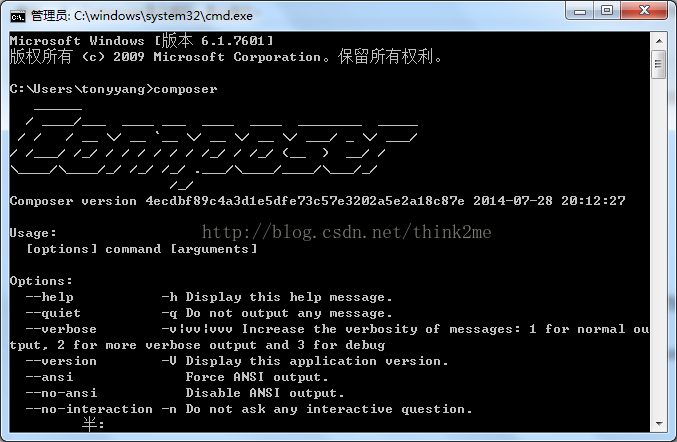 管理员: C:\windows\system32\cmd.exe
Microsoft Windows [版本 6.1.7601]
版权所有 (c) 2009 Microsoft Corporation。保留所有权利。
C:\Users\tonyyang>composer
Composer
Composer version 4ecdbf89c4a3d1e5dfe73c57e3202a5e2a18c87e 2014-07-28 20:12:27
http://blog.csdn.net/think2me
Usage:
[options] command [arguments]
Options:
--help -h Display this help message.
--quiet -q Do not output any message.
--verbose -v|vv|vvv Increase the verbosity of messages: 1 for normal ou
tput, 2 for more verbose output and 3 for debug
--version -V Display this application version.
--ansi Force ANSI output.
--no-ansi Disable ANSI output.
--no-interaction -n Do not ask any interactive question.
半: